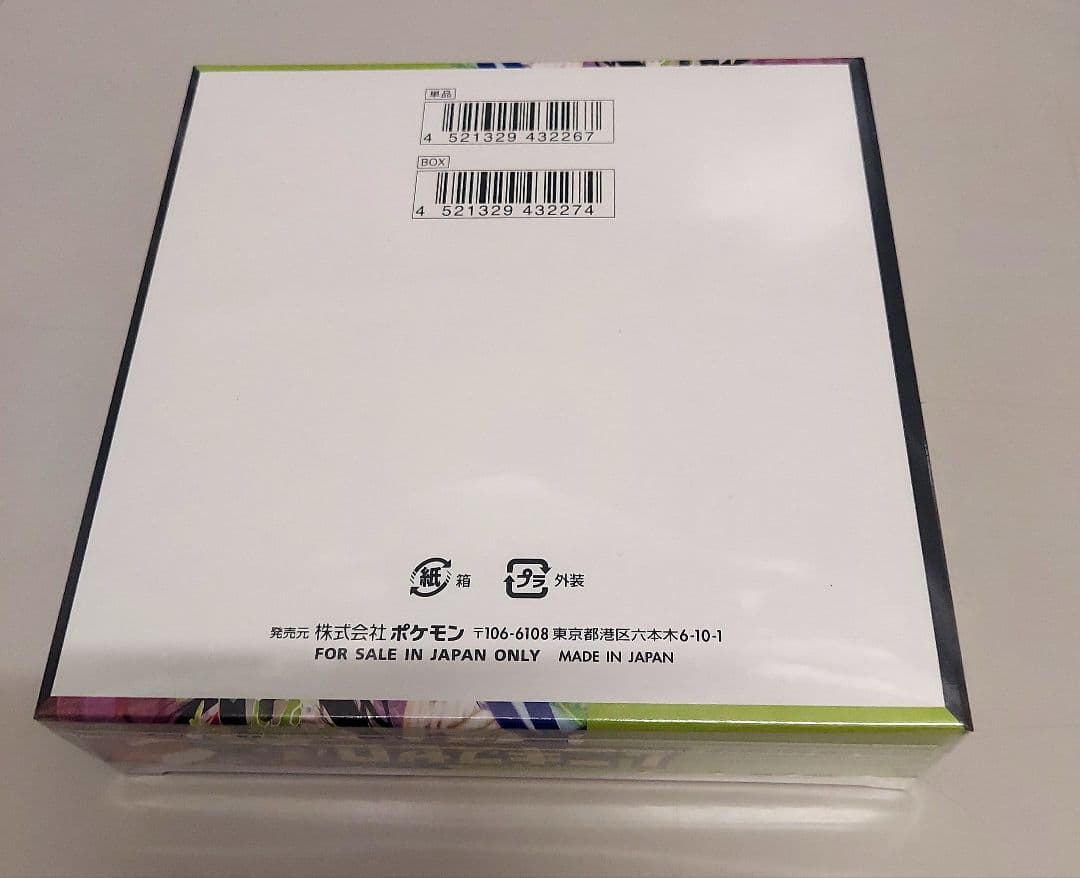 単品
4 521329 432267
BOX
4 521329 432274
紙 箱 プラ 外装
発売元 株式会社 ポケモン 〒106-6108 東京都港区六本木6-10-1
FOR SALE IN JAPAN ONLY MADE IN JAPAN